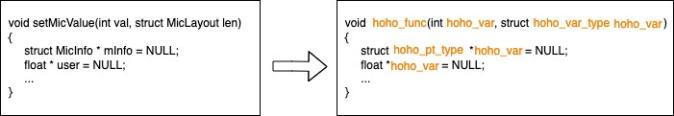 void setMicValue(int val, struct MicLayout len)
{
struct MicInfo * mInfo = NULL;
float * user = NULL;
...
}
void hoho_func(int hoho_var, struct hoho_var_type hoho_var)
{
struct hoho_pt_type *hoho_var = NULL;
float *hoho_var = NULL;
...
}